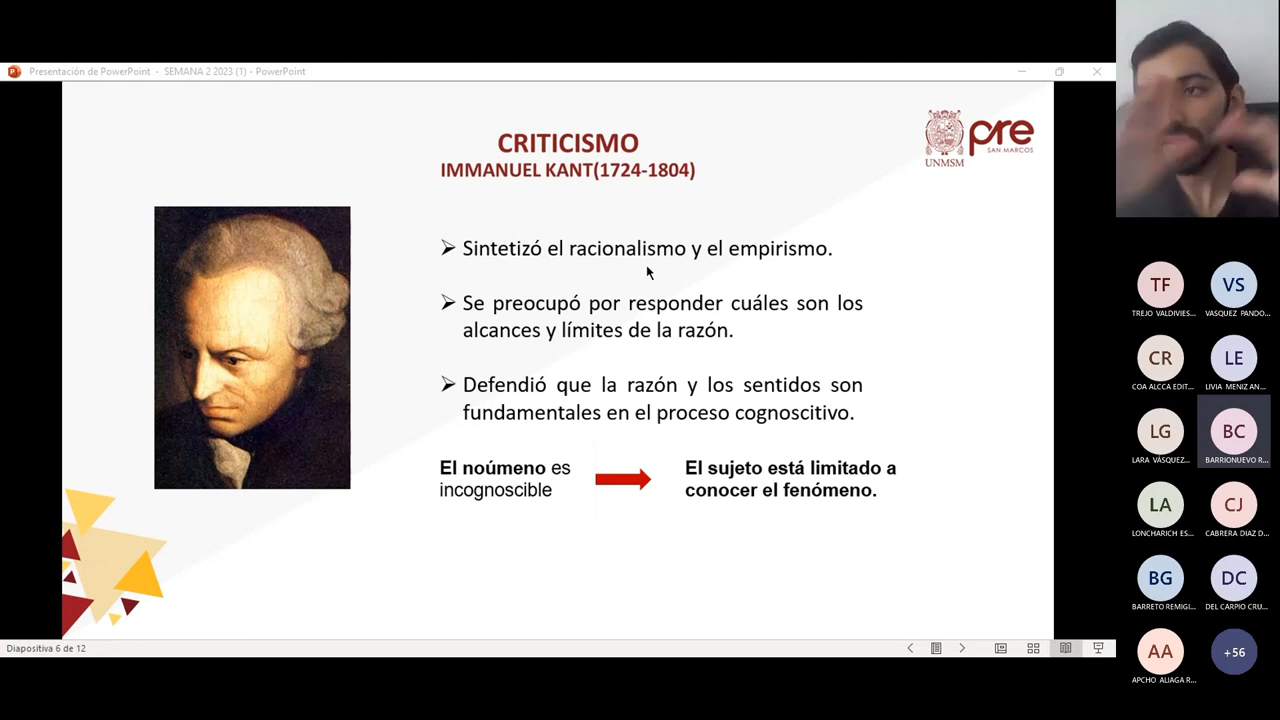 Presentación de PowerPoint - SEMANA 2 2023 (1) - PowerPoint
CRITICISMO
IMMANUEL KANT(1724-1804)
UNMSM
pre
SAN MARCOS
Sintetizó el racionalismo y el empirismo.
Se preocupó por responder cuáles son los
alcances y límites de la razón.
Defendió que la razón y los sentidos son
fundamentales en el proceso cognoscitivo.
El noúmeno es
incognoscible
El sujeto está limitado a
conocer el fenómeno.
Diapositiva 6 de 12
TF
VS
TREJO VALDIVIES...
VASQUEZ PANDO...
CR
LE
COA ALCCA EDIT...
LIVIA MENIZ AN...
LG
BC
LARA VÁSQUEZ...
BARRIONUEVO R...
LA
CJ
LONCHARICH ES...
CABRERA DIAZ D...
BG
DC
BARRETO REMIGI...
DEL CARPIO CRU...
AA
+56
APCHO ALIAGA R...